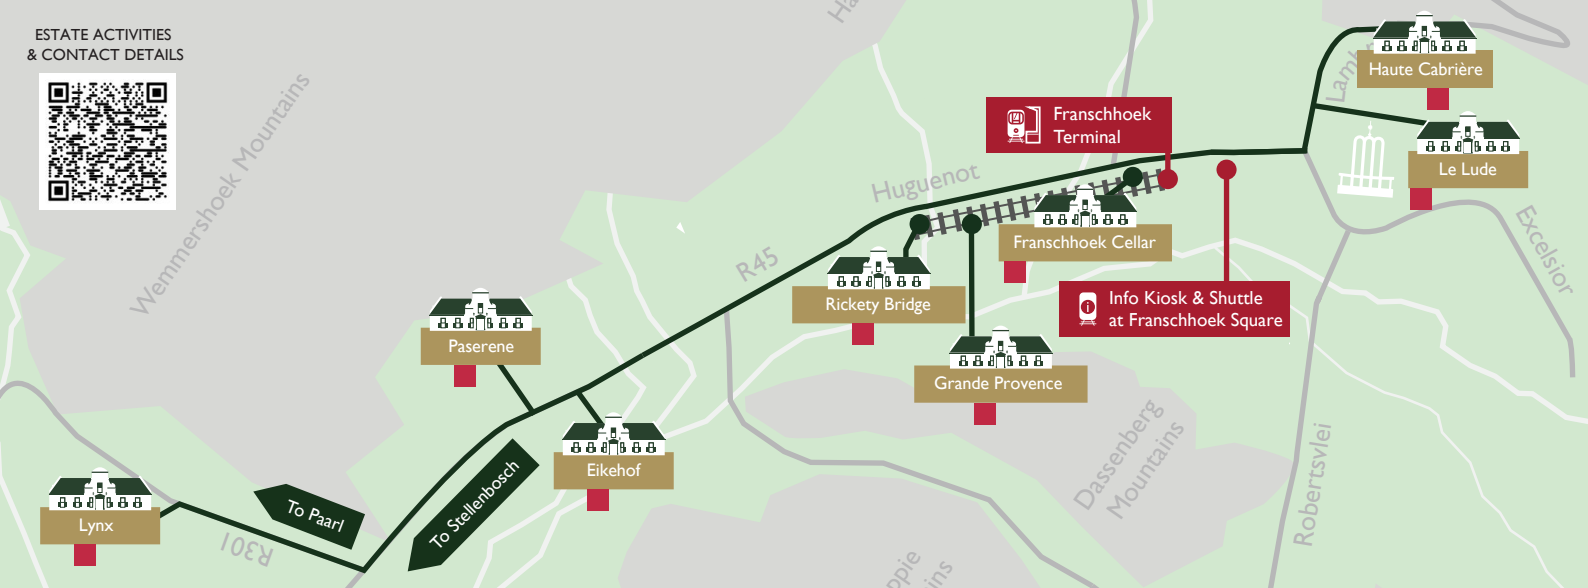 ESTATE ACTIVITIES
& CONTACT DETAILS
Wemmershoek Mountains
Haute Cabrière
Franschhoek
Terminal
Le Lude
Huguenot
Franschhoek Cellar
Excelsior
R45
Rickety Bridge
Info Kiosk & Shuttle
at Franschhoek Square
Paserene
Grande Provence
Dassenberg
Mountains
Robertsvlei
Eikehof
To Stellenbosch
Lynx
To Paarl
R301